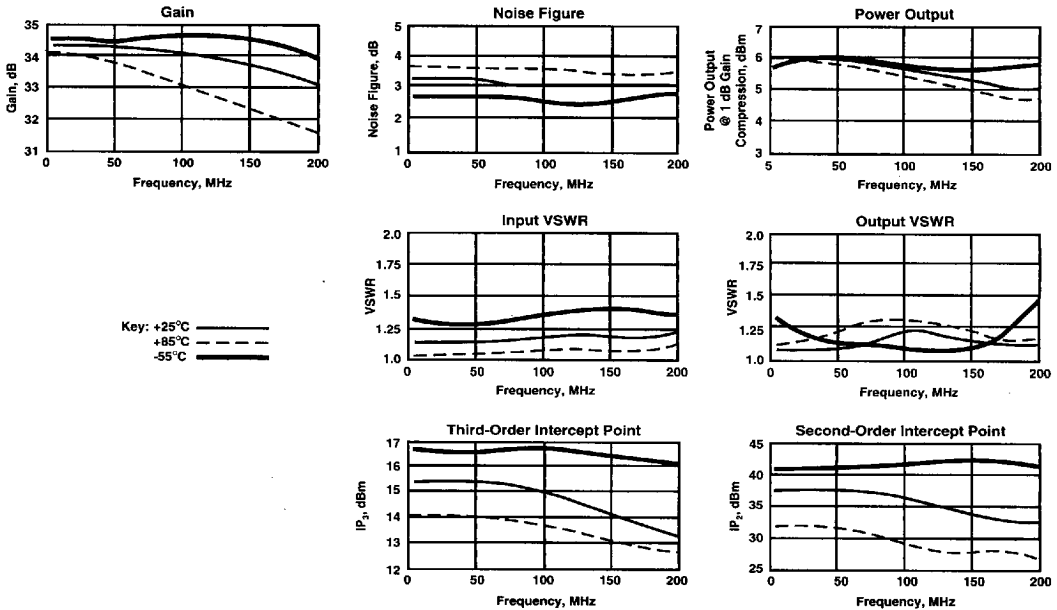 Gain
35
34
33
32
31
Gain, dB
0 50 100 150 200
Frequency, MHz
Noise Figure
5
4
3
2
1
Noise Figure, dB
0 50 100 150 200
Frequency, MHz
Power Output
7
6
5
4
3
Power Output
@ 1 dB Gain
Compression, dBm
5 50 100 150 200
Frequency, MHz
Key: +25°C
+85°C
-55°C
Input VSWR
2.0
1.75
1.5
1.25
1.0
VSWR
0 50 100 150 200
Frequency, MHz
Output VSWR
2.0
1.75
1.5
1.25
1.0
VSWR
0 50 100 150 200
Frequency, MHz
Third-Order Intercept Point
17
16
15
14
13
12
IP₃, dBm
0 50 100 150 200
Frequency, MHz
Second-Order Intercept Point
45
40
35
30
25
IP₂, dBm
0 50 100 150 200
Frequency, MHz